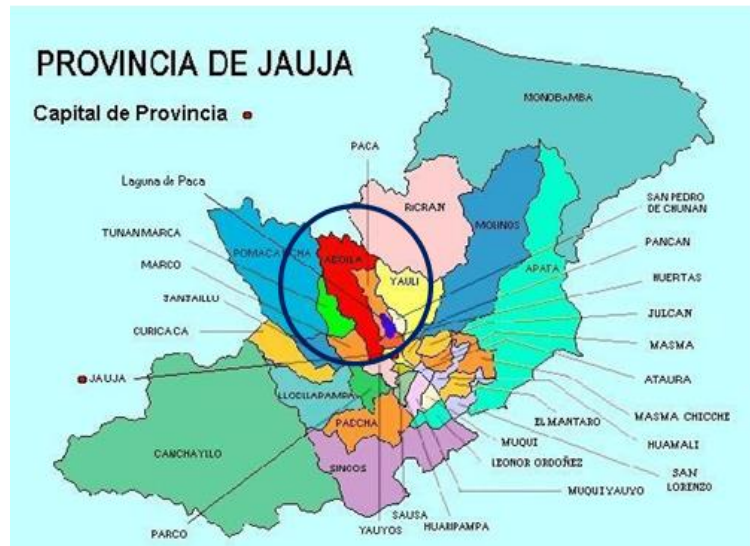 PROVINCIA DE JAUJA
Capital de Provincia
MONOBAMBA
PACA
Laguna de Paca
RICRAN
MOLINOS
SAN PEDRO
DE CHUNAN
TUNANMARCA
POMACANCHA
ACOLLA
PANCAN
MARCO
YAULI
APATA
HUERTAS
JANJAILLU
JULCAN
CURICACA
MASMA
JAUJA
ATAURA
LLOCLLAPAMPA
MASMA CHICCHE
EL MANTARO
PACCHA
HUAMALI
CANCHAYLLO
MUQUI
LEONOR ORDOÑEZ
SINCOS
SAN
LORENZO
MUQUIYAUYO
SAUSA
HUARIPAMPA
PARCO
YAUYOS